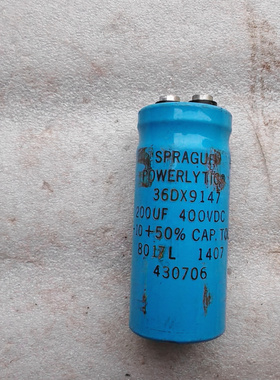 SPRAGUE
POWERLYTIC
36DX9147
200UF 400VDC
10+50% CAP. TOL
8017L 1407
430706